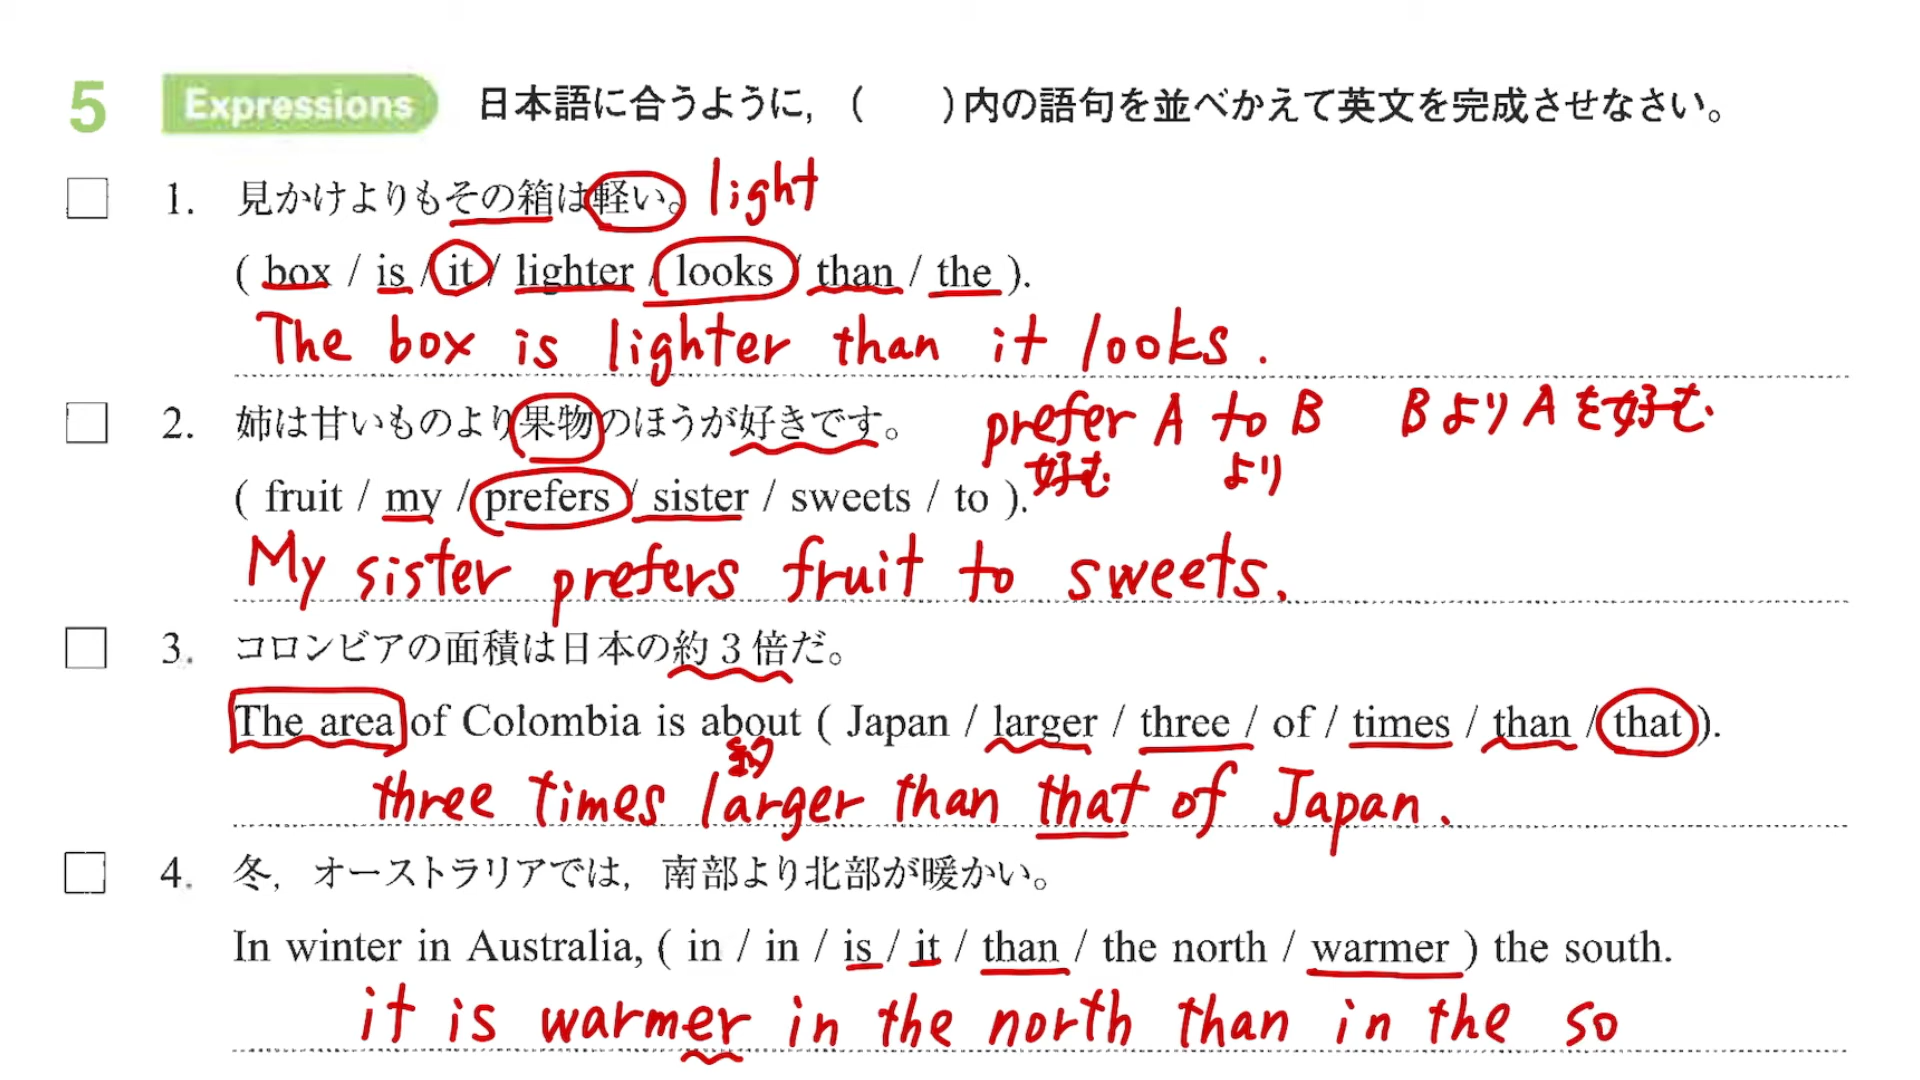 5 Expressions 日本語に合うように, (　　)内の語句を並べかえて英文を完成させなさい。
1. 見かけよりもその箱は軽い。 light
( box / is / it / lighter / looks / than / the ).
The box is lighter than it looks.
2. 姉は甘いものより果物のほうが好きです。 prefer A to B BよりAを好む
好む より
( fruit / my / prefers / sister / sweets / to ).
My sister prefers fruit to sweets.
3. コロンビアの面積は日本の約3倍だ。
The area of Colombia is about ( Japan / larger / three / of / times / than / that ).
約
three times larger than that of Japan.
4. 冬, オーストラリアでは, 南部より北部が暖かい。
In winter in Australia, ( in / in / is / it / than / the north / warmer ) the south.
it is warmer in the north than in the so